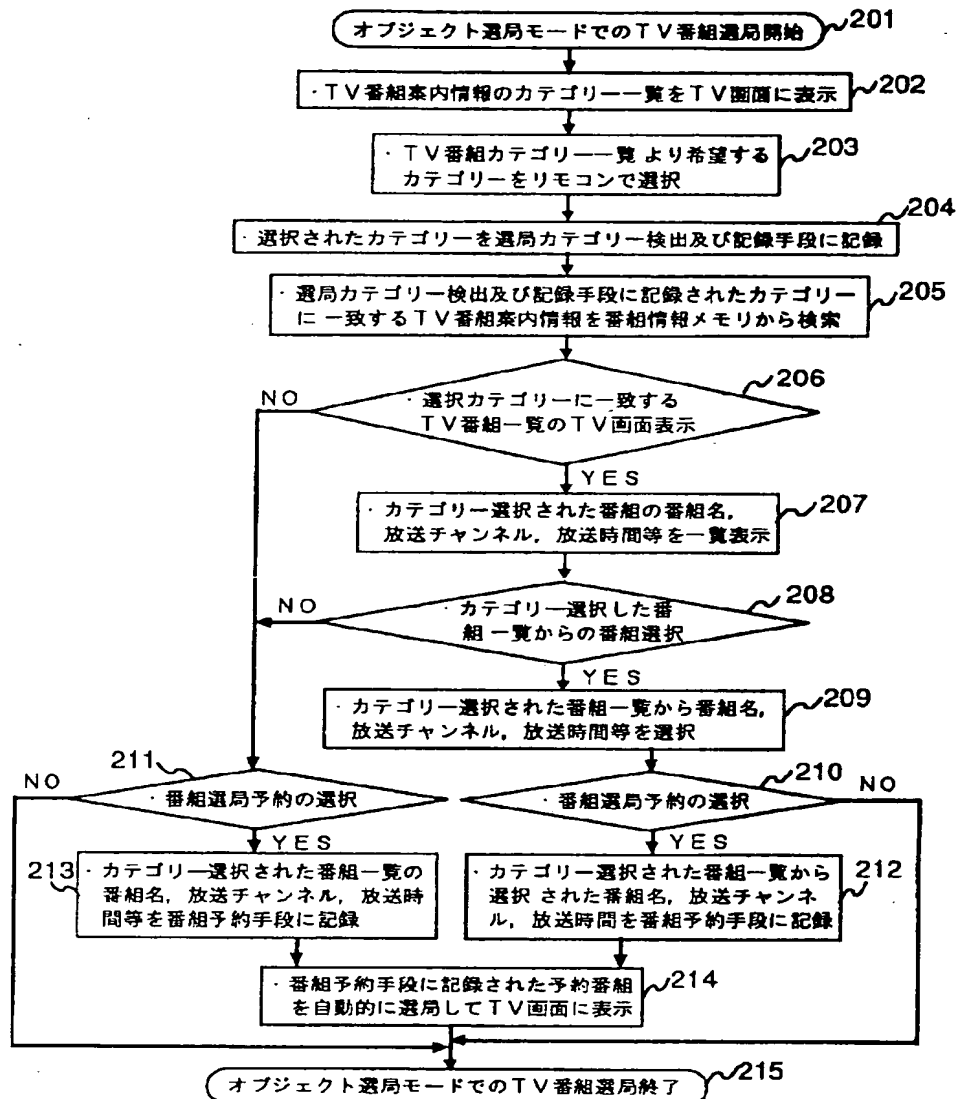 オブジェクト選局モードでのTV番組選局開始
201
・TV番組案内情報のカテゴリー一覧をTV画面に表示
202
・TV番組カテゴリー一覧より希望する
カテゴリーをリモコンで選択
203
204
・選択されたカテゴリーを選局カテゴリー検出及び記録手段に記録
・選局カテゴリー検出及び記録手段に記録されたカテゴリー
に一致するTV番組案内情報を番組情報メモリから検索
205
206
NO
・選択カテゴリーに一致する
TV番組一覧のTV画面表示
YES
・カテゴリー選択された番組の番組名,
放送チャンネル,放送時間等を一覧表示
207
208
NO
・カテゴリー選択した番
組一覧からの番組選択
YES
・カテゴリー選択された番組一覧から番組名,
放送チャンネル,放送時間等を選択
209
211
NO
・番組選局予約の選択
YES
210
・番組選局予約の選択
NO
YES
213
・カテゴリー選択された番組一覧の
番組名,放送チャンネル,放送時
間等を番組予約手段に記録
・カテゴリー選択された番組一覧から
選択された番組名,放送チャンネ
ル,放送時間を番組予約手段に記録
212
・番組予約手段に記録された予約番組
を自動的に選局してTV画面に表示
214
オブジェクト選局モードでのTV番組選局終了
215